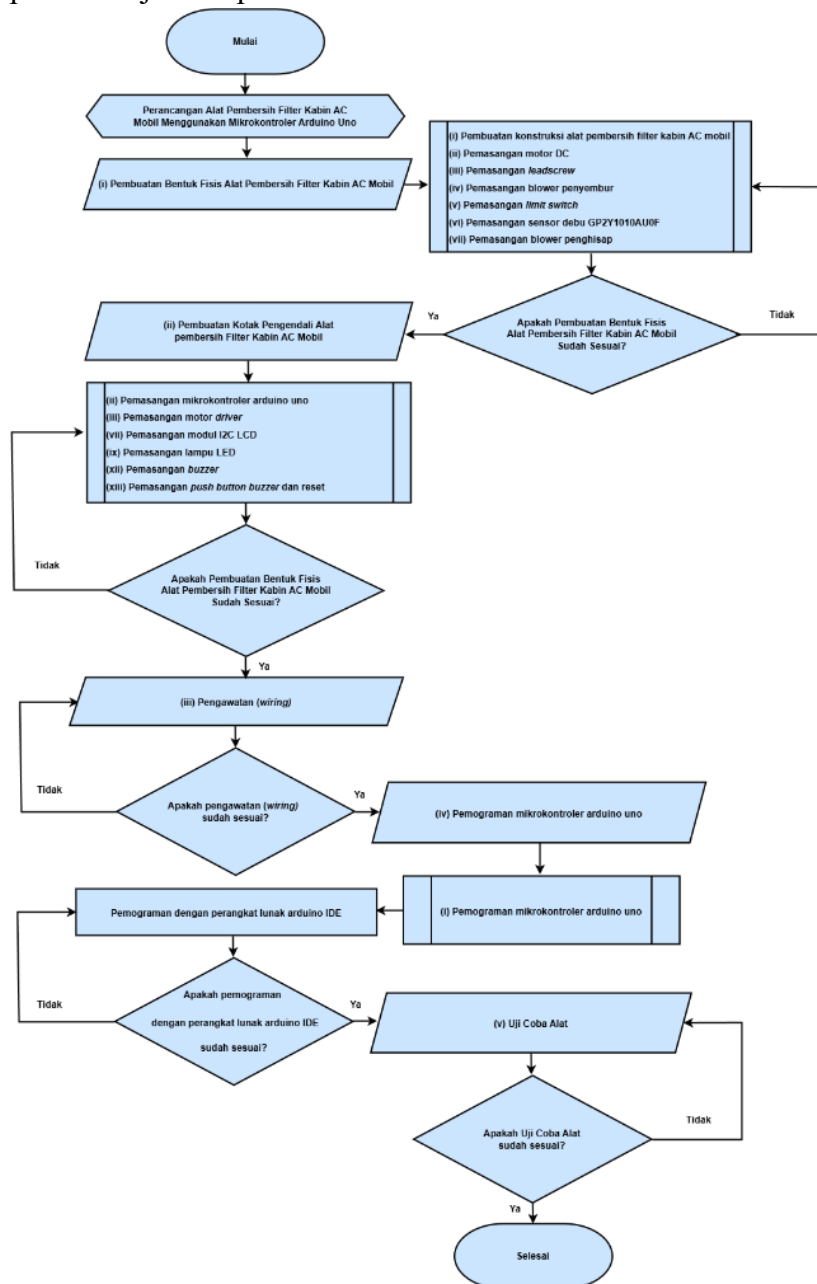 Mulai
Perancangan Alat Pembersih Filter Kabin AC
Mobil Menggunakan Mikrokontroler Arduino Uno
(i) Pembuatan Bentuk Fisis Alat Pembersih Filter Kabin AC Mobil
(i) Pembuatan konstruksi alat pembersih filter kabin AC mobil
(ii) Pemasangan motor DC
(iii) Pemasangan leadscrew
(iv) Pemasangan blower penyembur
(v) Pemasangan limit switch
(vi) Pemasangan sensor debu GP2Y1010AU0F
(vii) Pemasangan blower penghisap
Apakah Pembuatan Bentuk Fisis
Alat Pembersih Filter Kabin AC Mobil
Sudah Sesuai?
Tidak
Ya
(ii) Pembuatan Kotak Pengendali Alat
pembersih Filter Kabin AC Mobil
(ii) Pemasangan mikrokontroler arduino uno
(iii) Pemasangan motor driver
(vii) Pemasangan modul I2C LCD
(ix) Pemasangan lampu LED
(xii) Pemasangan buzzer
(xiii) Pemasangan push button buzzer dan reset
Tidak
Apakah Pembuatan Bentuk Fisis
Alat Pembersih Filter Kabin AC Mobil
Sudah Sesuai?
Ya
(iii) Pengawatan (wiring)
Tidak
Apakah pengawatan (wiring)
sudah sesuai?
Ya
(iv) Pemograman mikrokontroler arduino uno
(i) Pemograman mikrokontroler arduino uno
Pemograman dengan perangkat lunak arduino IDE
Tidak
Apakah pemograman
dengan perangkat lunak arduino IDE
sudah sesuai?
Ya
(v) Uji Coba Alat
Apakah Uji Coba Alat
sudah sesuai?
Tidak
Ya
Selesai